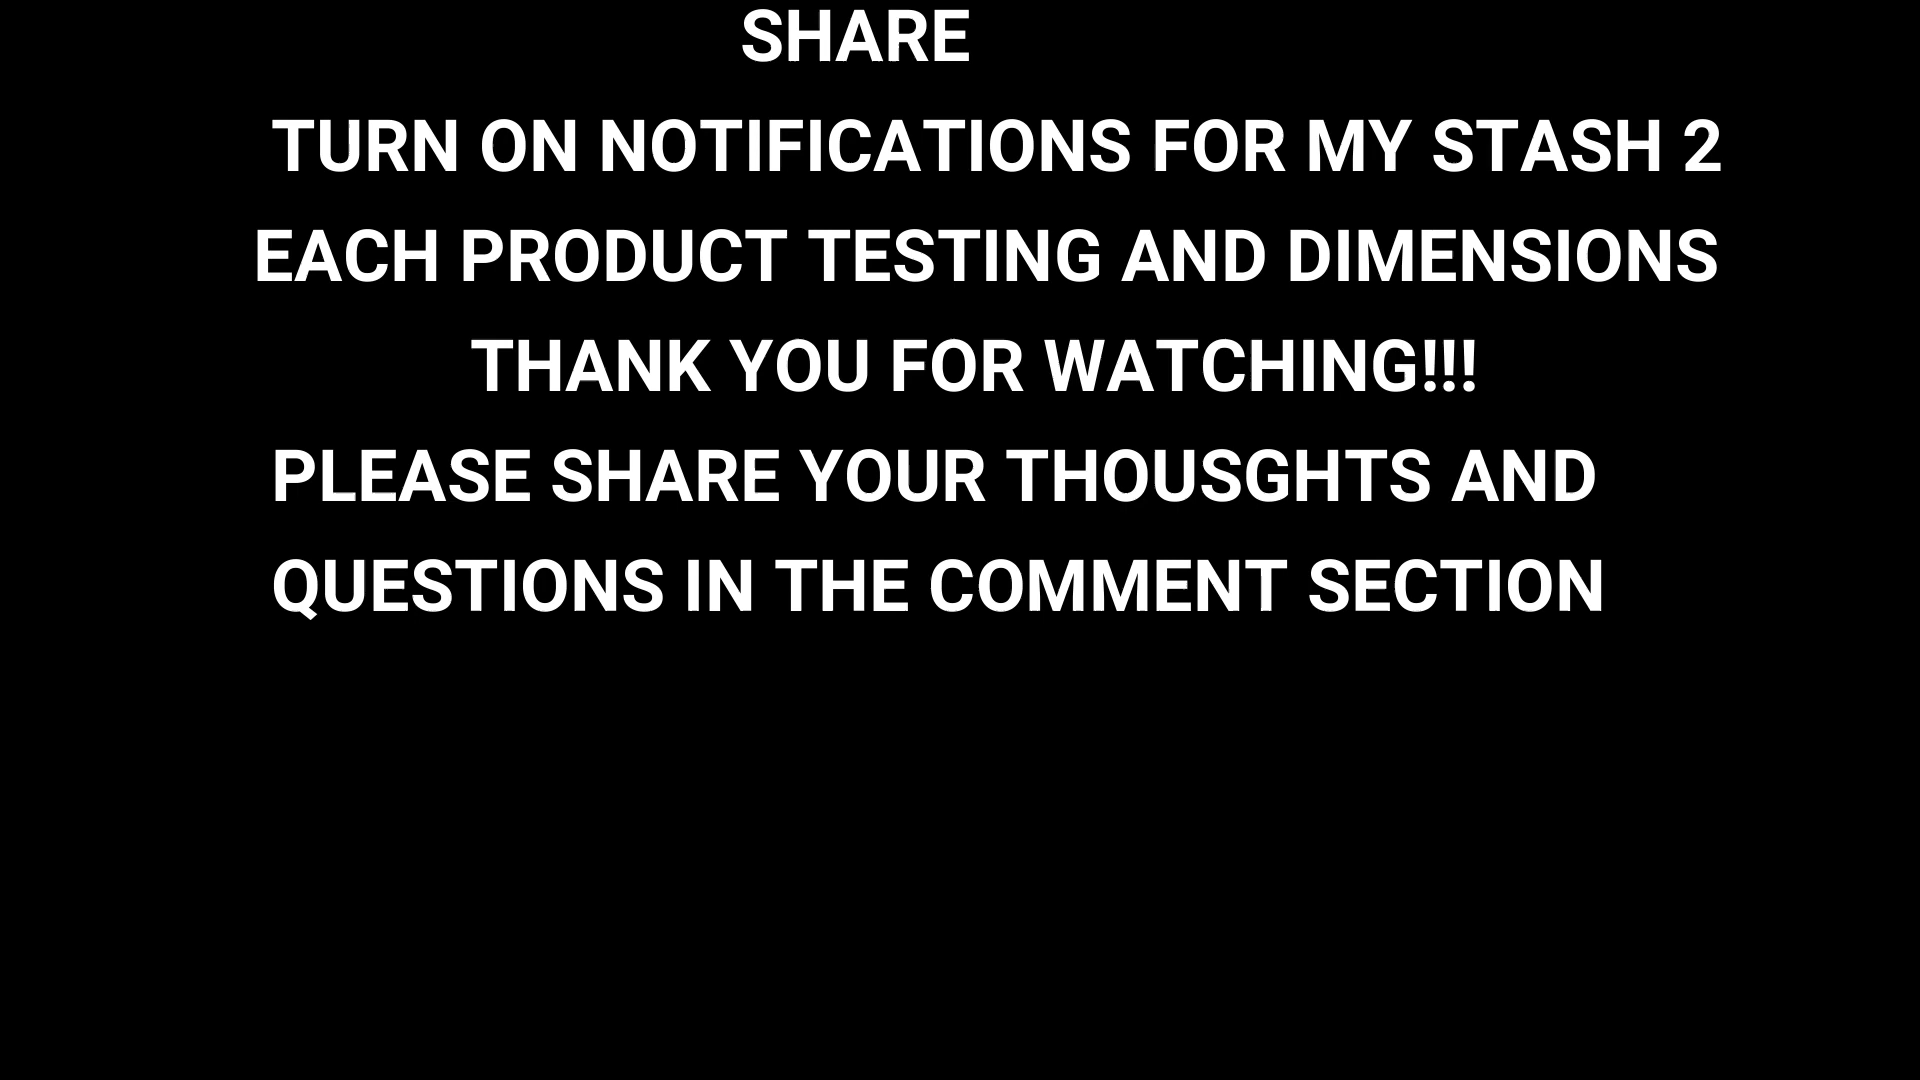 SHARE
TURN ON NOTIFICATIONS FOR MY STASH 2
EACH PRODUCT TESTING AND DIMENSIONS
THANK YOU FOR WATCHING!!!
PLEASE SHARE YOUR THOUSGHTS AND
QUESTIONS IN THE COMMENT SECTION